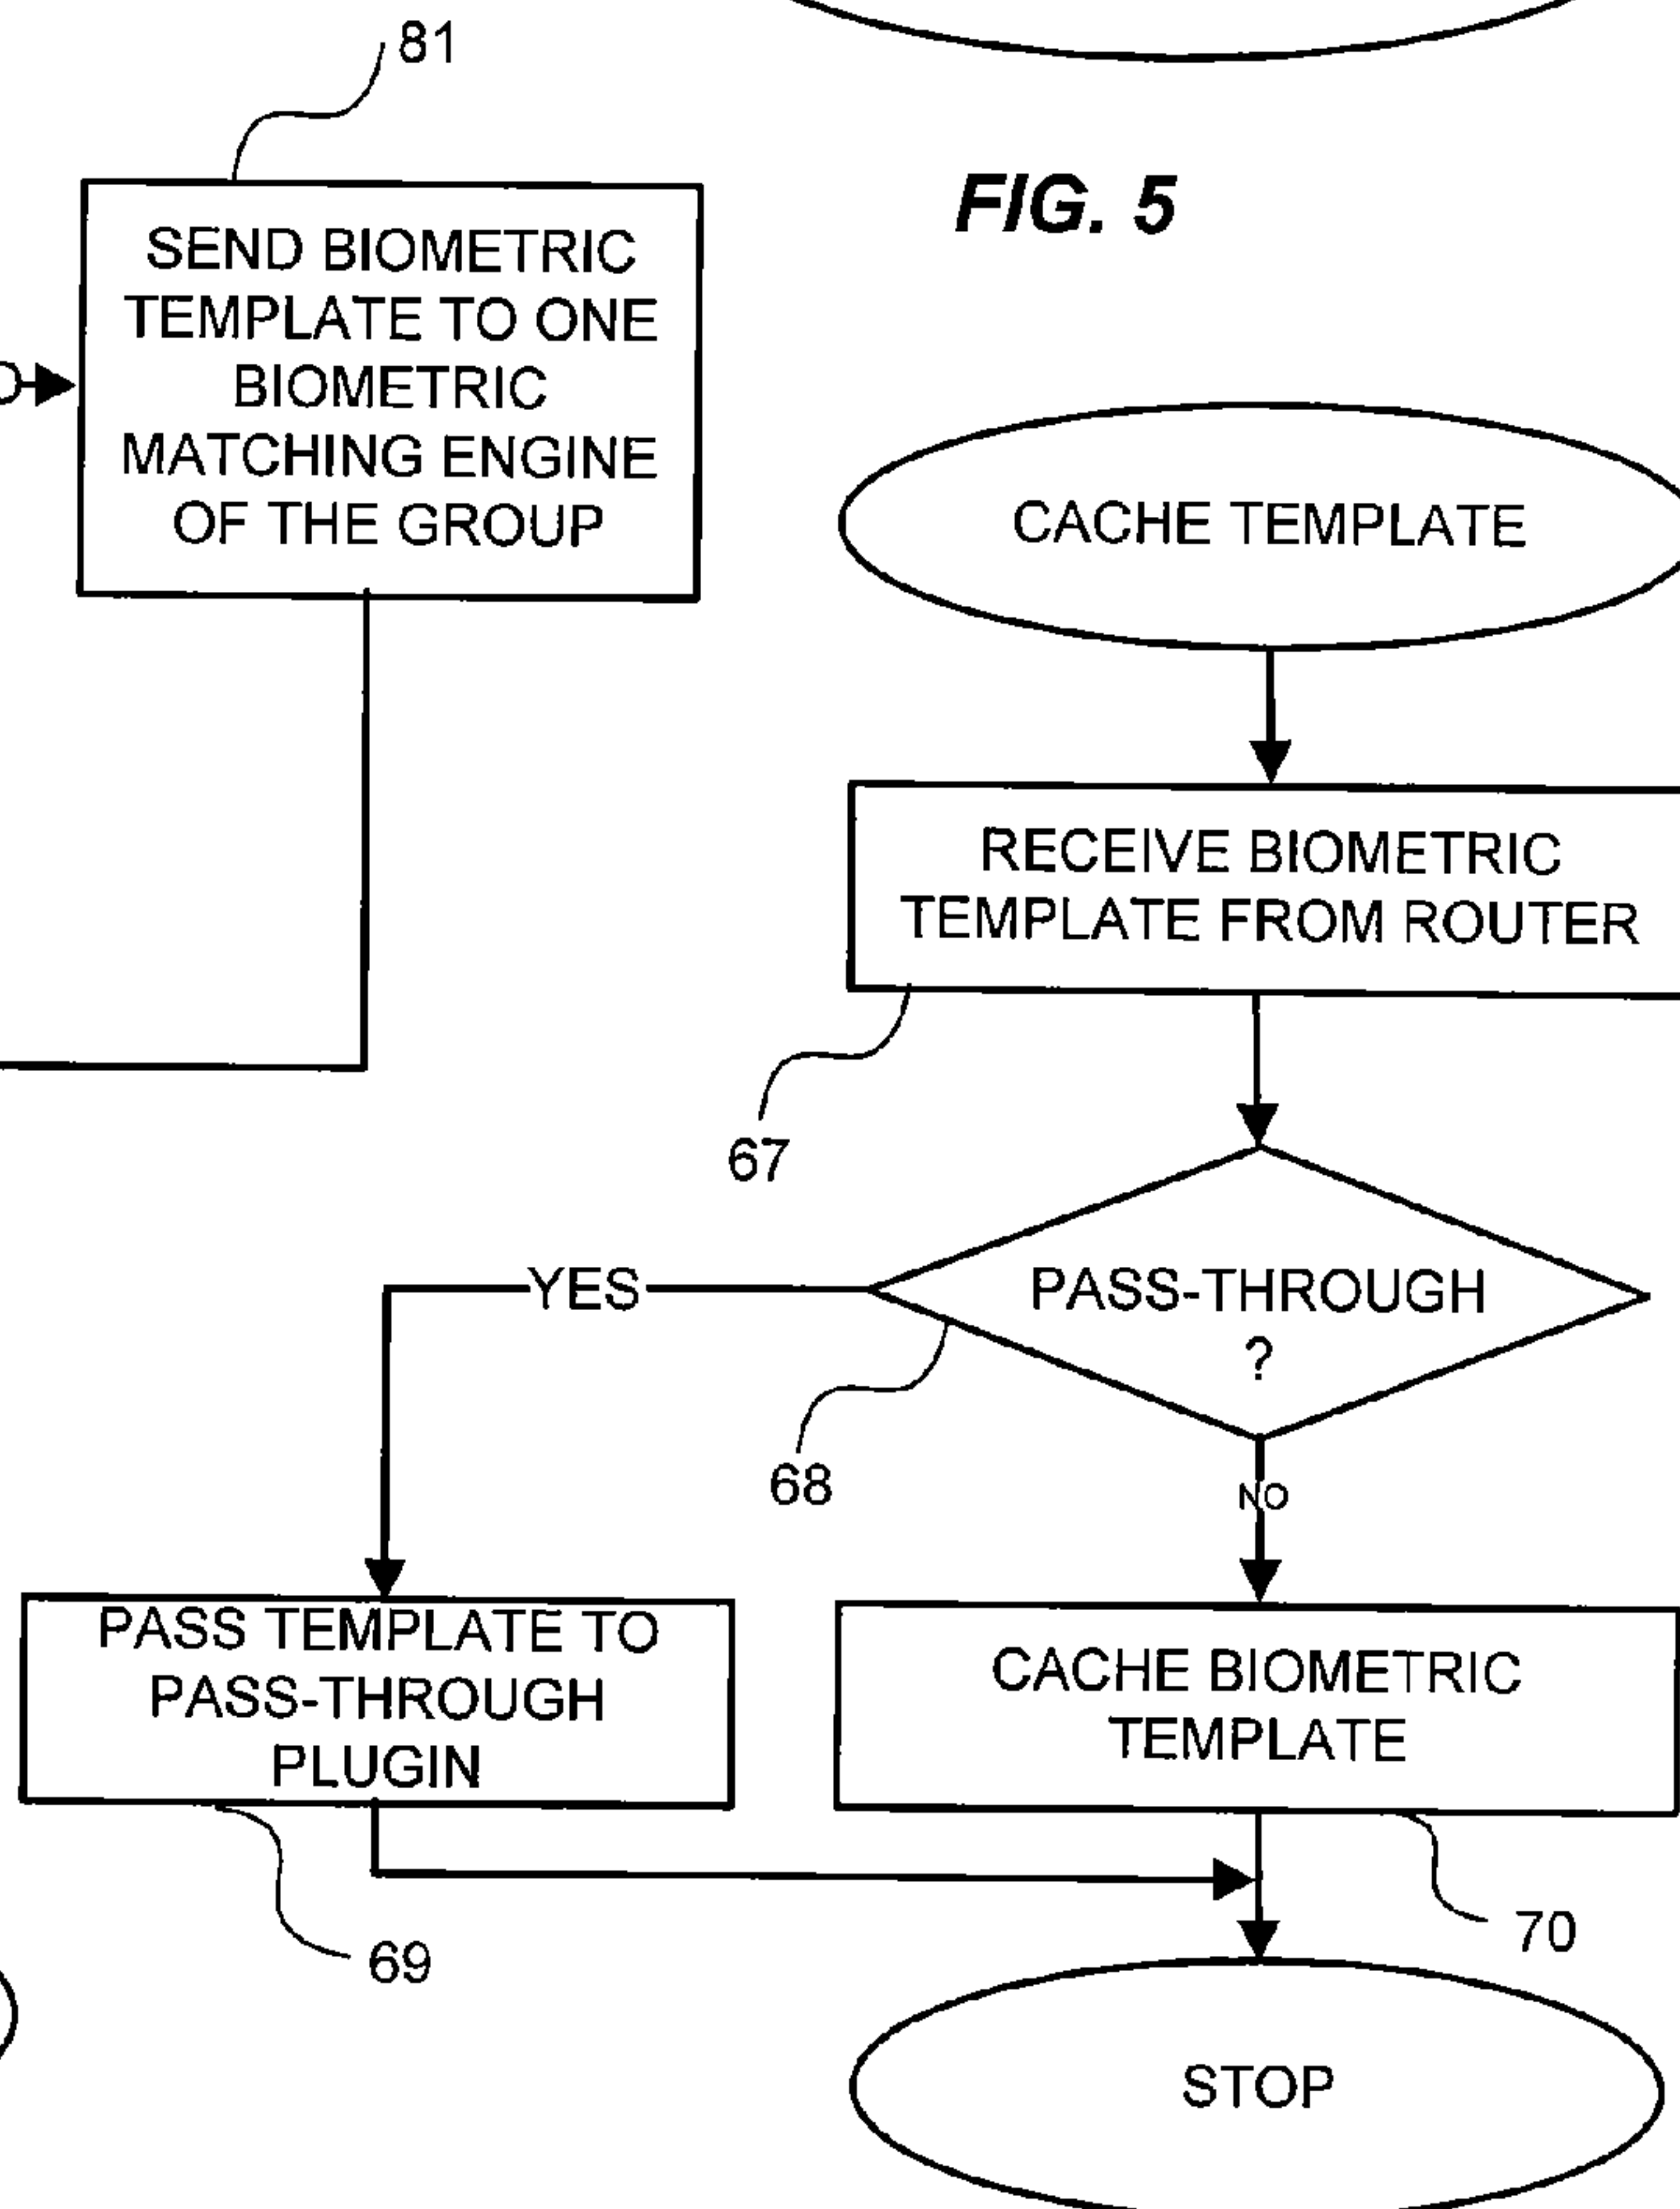 81
FIG. 5
SEND BIOMETRIC
TEMPLATE TO ONE
BIOMETRIC
MATCHING ENGINE
OF THE GROUP
CACHE TEMPLATE
RECEIVE BIOMETRIC
TEMPLATE FROM ROUTER
67
PASS-THROUGH
?
YES
68
NO
PASS TEMPLATE TO
PASS-THROUGH
PLUGIN
CACHE BIOMETRIC
TEMPLATE
69
70
STOP